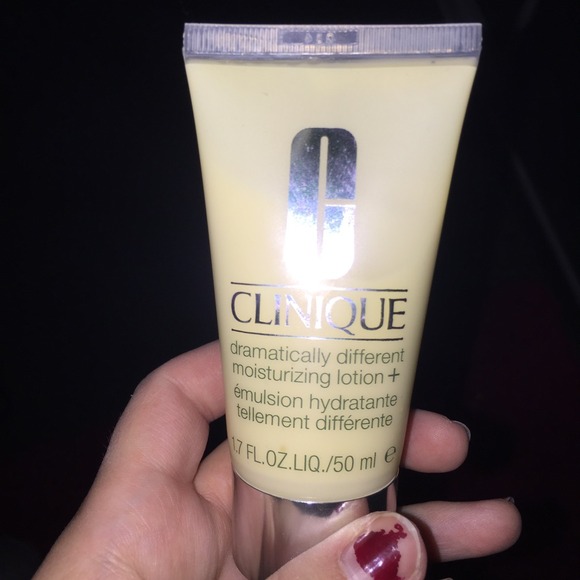 CLINIQUE
dramatically different
moisturizing lotion +
émulsion hydratante
tellement différente
1.7 FL.OZ.LIQ./50 ml e